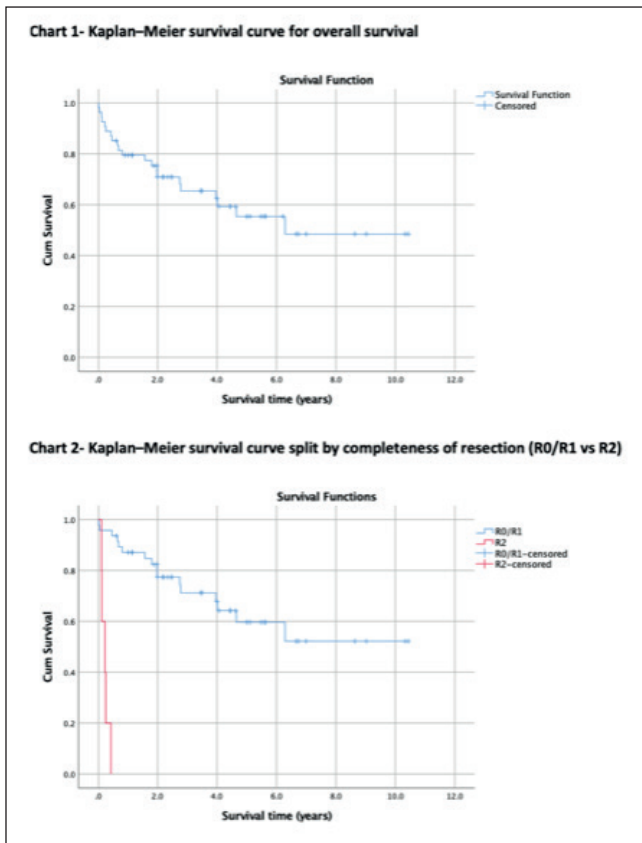 Chart 1- Kaplan–Meier survival curve for overall survival
Survival Function
Survival Function
Censored
1.0
0.8
0.6
0.4
0.2
0.0
Cum Survival
.0 2.0 4.0 6.0 8.0 10.0 12.0
Survival time (years)
Chart 2- Kaplan–Meier survival curve split by completeness of resection (R0/R1 vs R2)
Survival Functions
R0/R1
R2
R0/R1-censored
R2-censored
1.0
0.8
0.6
0.4
0.2
0.0
Cum Survival
.0 2.0 4.0 6.0 8.0 10.0 12.0
Survival time (years)